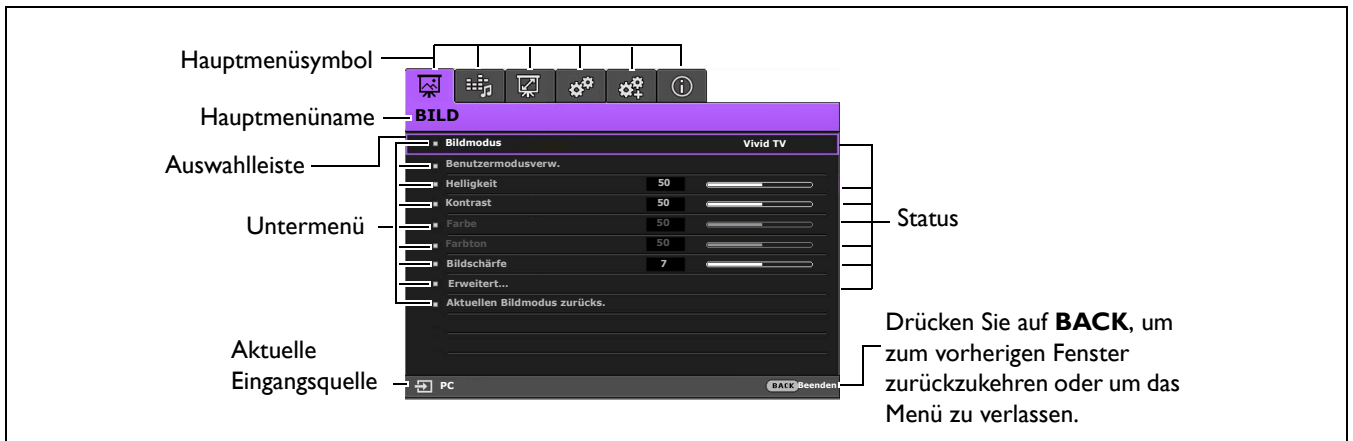 Hauptmenüsymbol
Hauptmenüname
BILD
Auswahlleiste
Bildmodus Vivid TV
Benutzermodusverw.
Helligkeit 50
Kontrast 50
Untermenü
Farbe 50
Status
Farbton 50
Bildschärfe 7
Erweitert...
Aktuellen Bildmodus zurücks.
Aktuelle
Eingangsquelle
PC
BACK Beenden
Drücken Sie auf BACK, um
zum vorherigen Fenster
zurückzukehren oder um das
Menü zu verlassen.